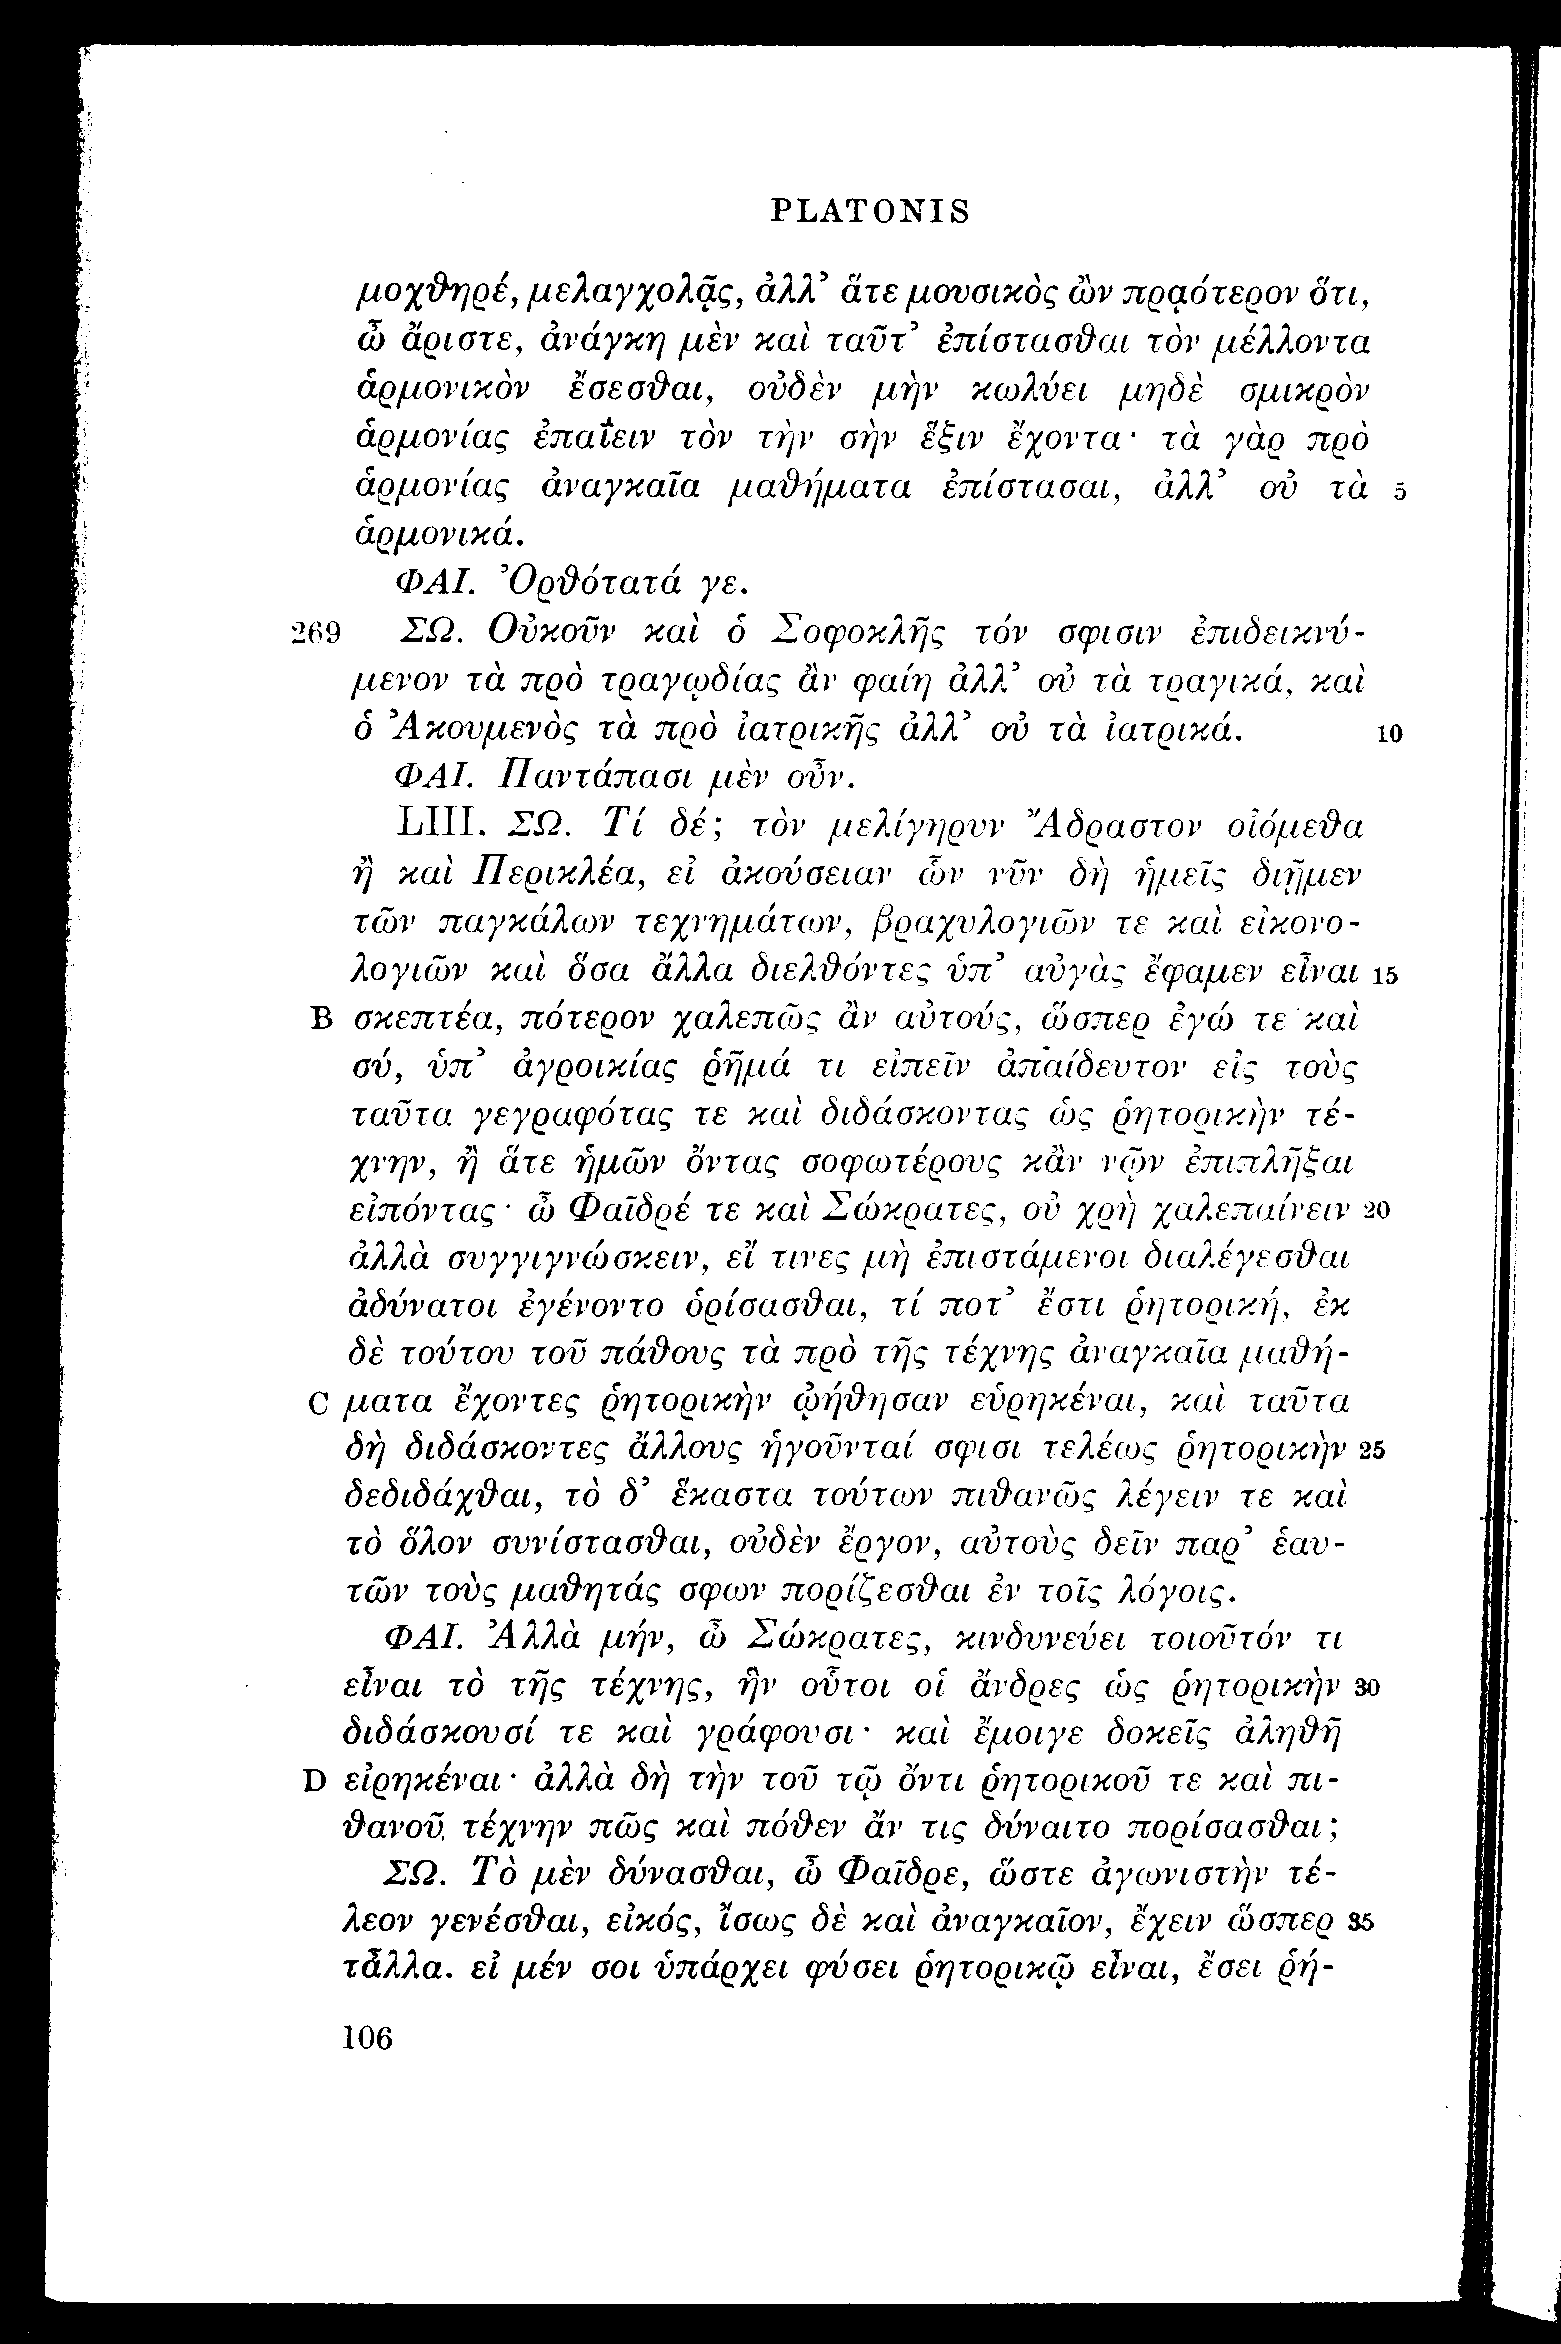 PLATONIS
μοχθηρέ, μελαγχολᾷς, ἀλλ’ ἅτε μουσικὸς ὢν πρᾳότερον ὅτι,
ὦ ἄριστε, ἀνάγκη μὲν καὶ ταῦτ’ ἐπίστασθαι τὸν μέλλοντα
ἁρμονικὸν ἔσεσθαι, οὐδὲν μὴν κωλύει μηδὲ σμικρὸν
ἁρμονίας ἐπαΐειν τὸν τὴν σὴν ἕξιν ἔχοντα· τὰ γὰρ πρὸ
ἁρμονίας ἀναγκαῖα μαθήματα ἐπίστασαι, ἀλλ’ οὐ τὰ 5
ἁρμονικά.
ΦΑΙ. Ὀρθότατά γε.
269 ΣΩ. Οὐκοῦν καὶ ὁ Σοφοκλῆς τόν σφισιν ἐπιδεικνύ-
μενον τὰ πρὸ τραγῳδίας ἂν φαίη ἀλλ’ οὐ τὰ τραγικά, καὶ
ὁ Ἀκουμενὸς τὰ πρὸ ἰατρικῆς ἀλλ’ οὐ τὰ ἰατρικά. 10
ΦΑΙ. Παντάπασι μὲν οὖν.
LIII. ΣΩ. Τί δέ; τὸν μελίγηρυν Ἄδραστον οἰόμεθα
ἢ καὶ Περικλέα, εἰ ἀκούσειαν ὧν νῦν δὴ ἡμεῖς διῇμεν
τῶν παγκάλων τεχνημάτων, βραχυλογιῶν τε καὶ εἰκονο-
λογιῶν καὶ ὅσα ἄλλα διελθόντες ὑπ’ αὐγὰς ἔφαμεν εἶναι 15
B σκεπτέα, πότερον χαλεπῶς ἂν αὐτούς, ὥσπερ ἐγώ τε καὶ
σύ, ὑπ’ ἀγροικίας ῥῆμά τι εἰπεῖν ἀπαίδευτον εἰς τοὺς
ταῦτα γεγραφότας τε καὶ διδάσκοντας ὡς ῥητορικὴν τέ-
χνην, ἢ ἅτε ἡμῶν ὄντας σοφωτέρους κἂν νῷν ἐπιπλῆξαι
εἰπόντας· ὦ Φαῖδρέ τε καὶ Σώκρατες, οὐ χρὴ χαλεπαίνειν 20
ἀλλὰ συγγιγνώσκειν, εἴ τινες μὴ ἐπιστάμενοι διαλέγεσθαι
ἀδύνατοι ἐγένοντο ὁρίσασθαι, τί ποτ’ ἔστι ῥητορική, ἐκ
δὲ τούτου τοῦ πάθους τὰ πρὸ τῆς τέχνης ἀναγκαῖα μαθή-
C ματα ἔχοντες ῥητορικὴν ᾠήθησαν εὑρηκέναι, καὶ ταῦτα
δὴ διδάσκοντες ἄλλους ἡγοῦνταί σφισι τελέως ῥητορικὴν 25
δεδιδάχθαι, τὸ δ’ ἕκαστα τούτων πιθανῶς λέγειν τε καὶ
τὸ ὅλον συνίστασθαι, οὐδὲν ἔργον, αὐτοὺς δεῖν παρ’ ἑαυ-
τῶν τοὺς μαθητάς σφων πορίζεσθαι ἐν τοῖς λόγοις.
ΦΑΙ. Ἀλλὰ μήν, ὦ Σώκρατες, κινδυνεύει τοιοῦτόν τι
εἶναι τὸ τῆς τέχνης, ἣν οὗτοι οἱ ἄνδρες ὡς ῥητορικὴν 30
διδάσκουσί τε καὶ γράφουσι· καὶ ἔμοιγε δοκεῖς ἀληθῆ
D εἰρηκέναι· ἀλλὰ δὴ τὴν τοῦ τῷ ὄντι ῥητορικοῦ τε καὶ πι-
θανοῦ τέχνην πῶς καὶ πόθεν ἄν τις δύναιτο πορίσασθαι;
ΣΩ. Τὸ μὲν δύνασθαι, ὦ Φαῖδρε, ὥστε ἀγωνιστὴν τέ-
λεον γενέσθαι, εἰκός, ἴσως δὲ καὶ ἀναγκαῖον, ἔχειν ὥσπερ 35
τἆλλα. εἰ μέν σοι ὑπάρχει φύσει ῥητορικῷ εἶναι, ἔσει ῥή-
106